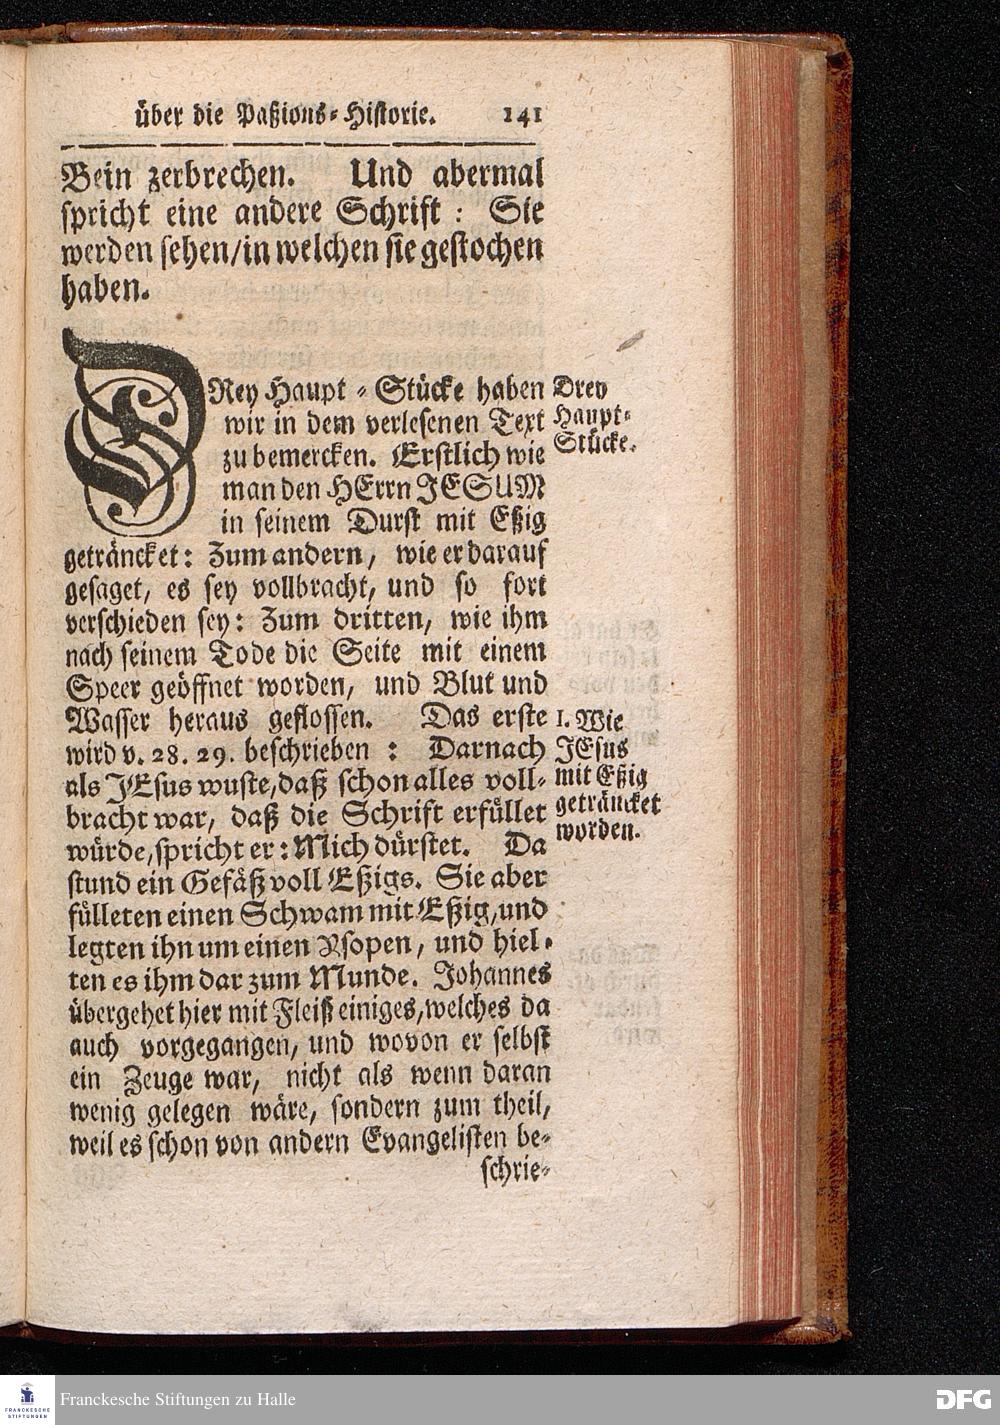 über die Paßions-Historie. 141
Bein zerbrechen. Und abermal
spricht eine andere Schrift: Sie
werden sehen/in welchen sie gestochen
haben.
DRey Haupt-Stücke haben
wir in dem verlesenen Text
zu bemercken. Erstlich wie
man den HErrn JESUM
in seinem Durst mit Eßig
geträncket: Zum andern, wie er darauf
gesaget, es sey vollbracht, und so fort
verschieden sey: Zum dritten, wie ihm
nach seinem Tode die Seite mit einem
Speer geöffnet worden, und Blut und
Wasser heraus geflossen. Das erste
wird v. 28. 29. beschrieben: Darnach
als JEsus wuste, daß schon alles voll-
bracht war, daß die Schrift erfüllet
würde, spricht er: Mich dürstet. Da
stund ein Gefäß voll Eßigs. Sie aber
fülleten einen Schwam mit Eßig, und
legten ihn um einen Ysopen, und hiel-
ten es ihm dar zum Munde. Johannes
übergehet hier mit Fleiß einiges, welches da
auch vorgegangen, und wovon er selbst
ein Zeuge war, nicht als wenn daran
wenig gelegen wäre, sondern zum theil,
weil es schon von andern Evangelisten be-
schrie-
Drey
Haupt-
Stücke.
I. Wie
JEsus
mit Eßig
geträncket
worden.
FRANCKESCHE
STIFTUNGEN
Franckesche Stiftungen zu Halle
DFG